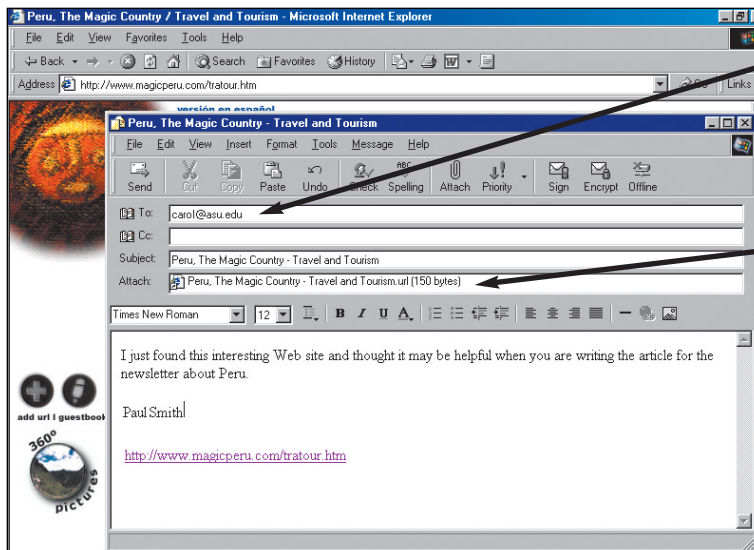 Peru, The Magic Country / Travel and Tourism - Microsoft Internet Explorer
File Edit View Favorites Tools Help
Back Search Favorites History
Address http://www.magicperu.com/tratour.htm Go Links
versión en español
Peru, The Magic Country - Travel and Tourism
File Edit View Insert Format Tools Message Help
Send Cut Copy Paste Undo Check Spelling Attach Priority Sign Encrypt Offline
To: carol@asu.edu
Cc:
Subject: Peru, The Magic Country - Travel and Tourism
Attach: Peru, The Magic Country - Travel and Tourism.url (150 bytes)
Times New Roman 12 B I U A
I just found this interesting Web site and thought it may be helpful when you are writing the article for the
newsletter about Peru.
Paul Smith
http://www.magicperu.com/tratour.htm
add url | guestbook
360º
pictures